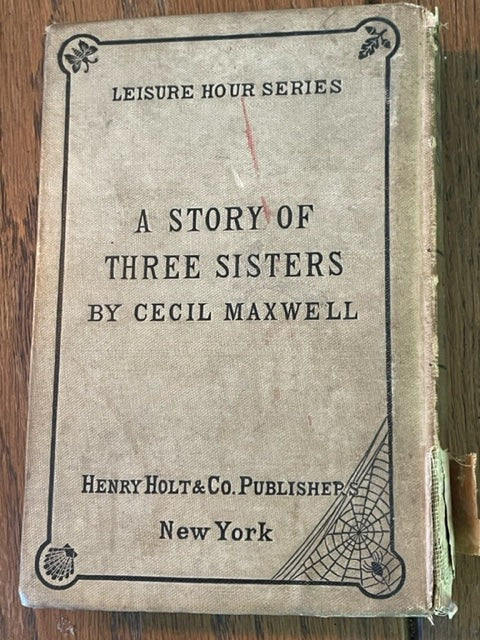 LEISURE HOUR SERIES
A STORY OF
THREE SISTERS
BY CECIL MAXWELL
HENRY HOLT & CO. PUBLISHERS
New York